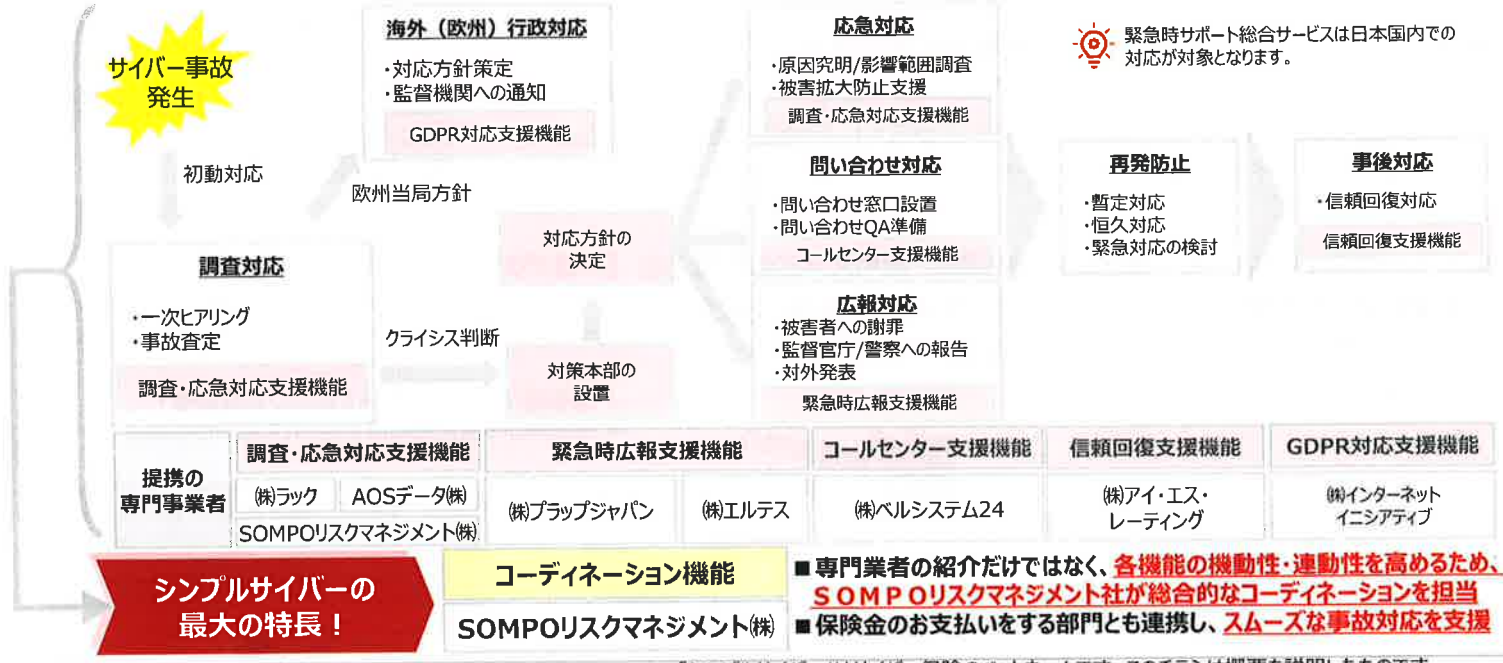 サイバー事故
発生
初動対応
海外（欧州）行政対応
・対応方針策定
・監督機関への通知
GDPR対応支援機能
欧州当局方針
調査対応
・一次ヒアリング
・事故査定
調査・応急対応支援機能
クライシス判断
対応方針の
決定
対策本部の
設置
応急対応
・原因究明/影響範囲調査
・被害拡大防止支援
調査・応急対応支援機能
問い合わせ対応
・問い合わせ窓口設置
・問い合わせQA準備
コールセンター支援機能
広報対応
・被害者への謝罪
・監督官庁/警察への報告
・対外発表
緊急時広報支援機能
緊急時サポート総合サービスは日本国内での
対応が対象となります。
再発防止
・暫定対応
・恒久対応
・緊急対応の検討
事後対応
・信頼回復対応
信頼回復支援機能
提携の
専門事業者
調査・応急対応支援機能
㈱ラック AOSデータ㈱
SOMPOリスクマネジメント㈱
緊急時広報支援機能
㈱プラップジャパン ㈱エルテス
コールセンター支援機能
㈱ベルシステム24
信頼回復支援機能
㈱アイ・エス・
レーティング
GDPR対応支援機能
㈱インターネット
イニシアティブ
シンプルサイバーの
最大の特長！
コーディネーション機能
SOMPOリスクマネジメント㈱
■専門業者の紹介だけではなく、各機能の機動性・連動性を高めるため、
ＳＯＭＰＯリスクマネジメント社が総合的なコーディネーションを担当
■保険金のお支払いをする部門とも連携し、スムーズな事故対応を支援